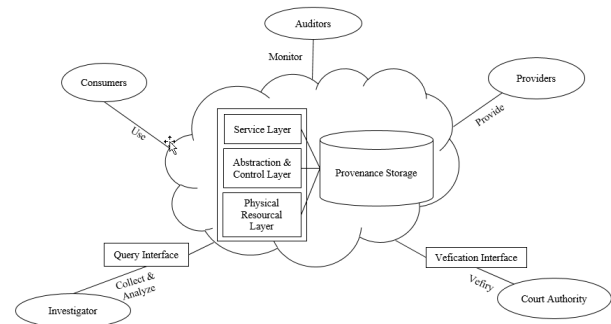 Auditors
Monitor
Consumers
Use
Providers
Provide
Service Layer
Abstraction &
Control Layer
Physical
Resourcal
Layer
Provenance Storage
Query Interface
Collect &
Analyze
Investigator
Vefication Interface
Vefiry
Court Authority